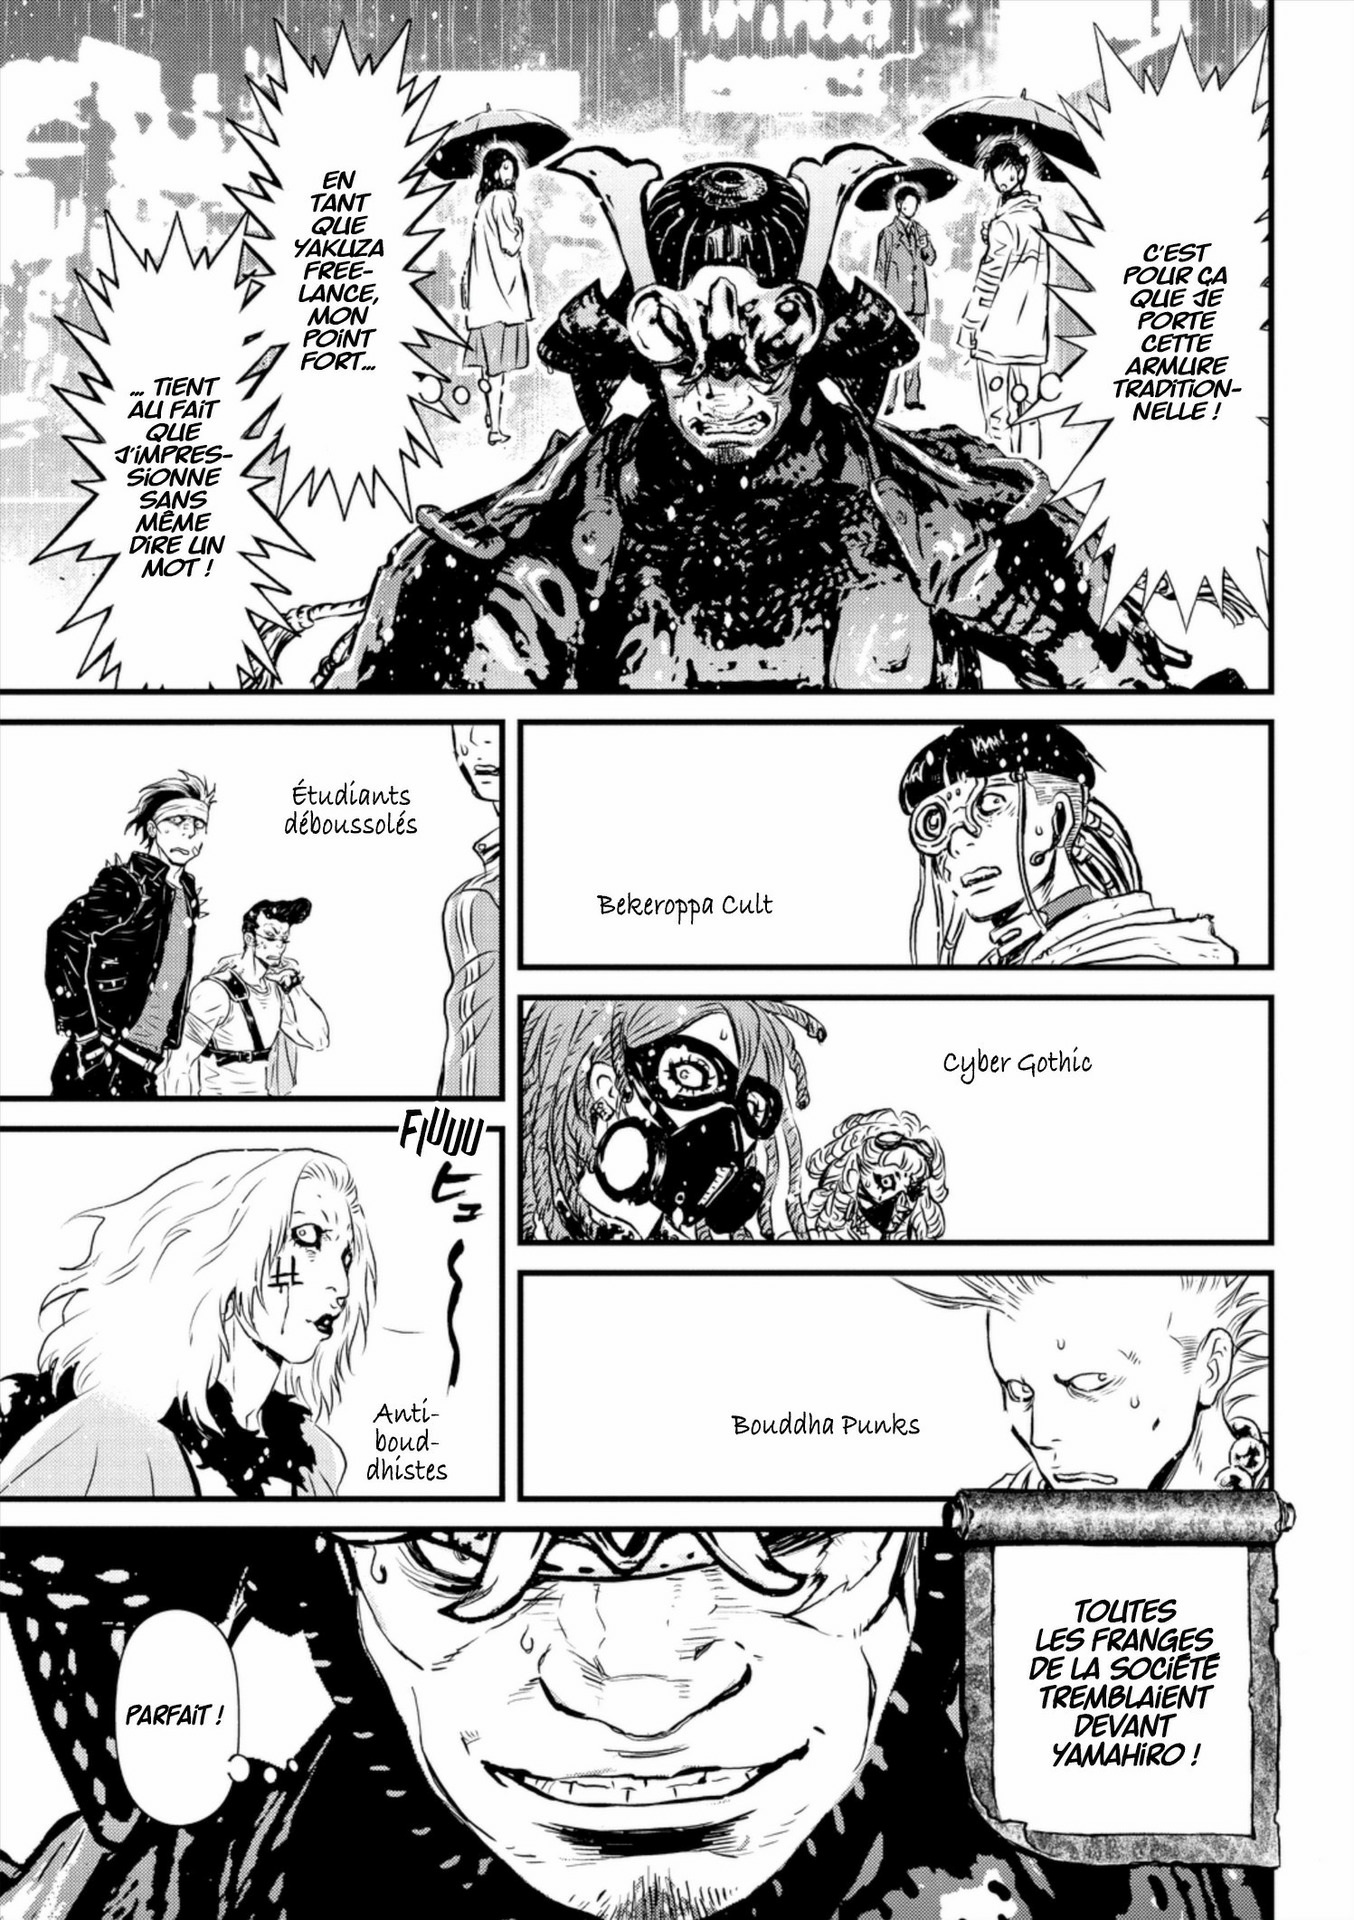 C'EST
POUR ÇA
QUE JE
PORTE
CETTE
ARMURE
TRADITION-
NELLE !
EN
TANT
QUE
YAKUZA
FREE-
LANCE,
MON
POINT
FORT...
... TIENT
AU FAIT
QUE
J'IMPRES-
SIONNE
SANS
MÊME
DIRE UN
MOT !
Bekeroppa Cult
Cyber Gothic
Bouddha Punks
Étudiants
déboussolés
FIUUU
ヒュー
Anti-
boud-
dhistes
TOUTES
LES FRANGES
DE LA SOCIÉTÉ
TREMBLAIENT
DEVANT
YAMAHIRO !
PARFAIT !